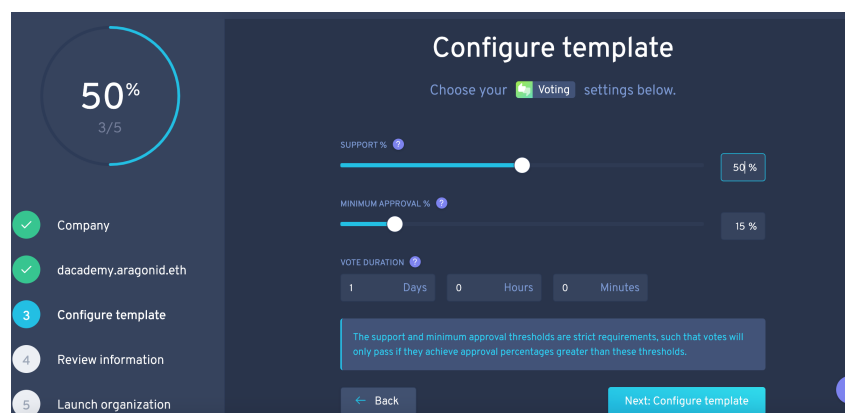 50%
3/5
Company
dacademy.aragonid.eth
3 Configure template
4 Review information
5 Launch organization
Configure template
Choose your Voting settings below.
SUPPORT % ?
50 %
MINIMUM APPROVAL % ?
15 %
VOTE DURATION ?
1 Days 0 Hours 0 Minutes
The support and minimum approval thresholds are strict requirements, such that votes will
only pass if they achieve approval percentages greater than these thresholds.
← Back
Next: Configure template